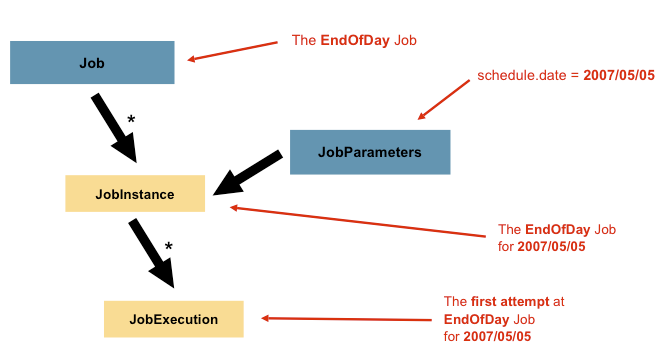 The EndOfDay Job
Job
schedule.date = 2007/05/05
*
JobParameters
JobInstance
The EndOfDay Job
for 2007/05/05
*
The first attempt at
EndOfDay Job
for 2007/05/05
JobExecution